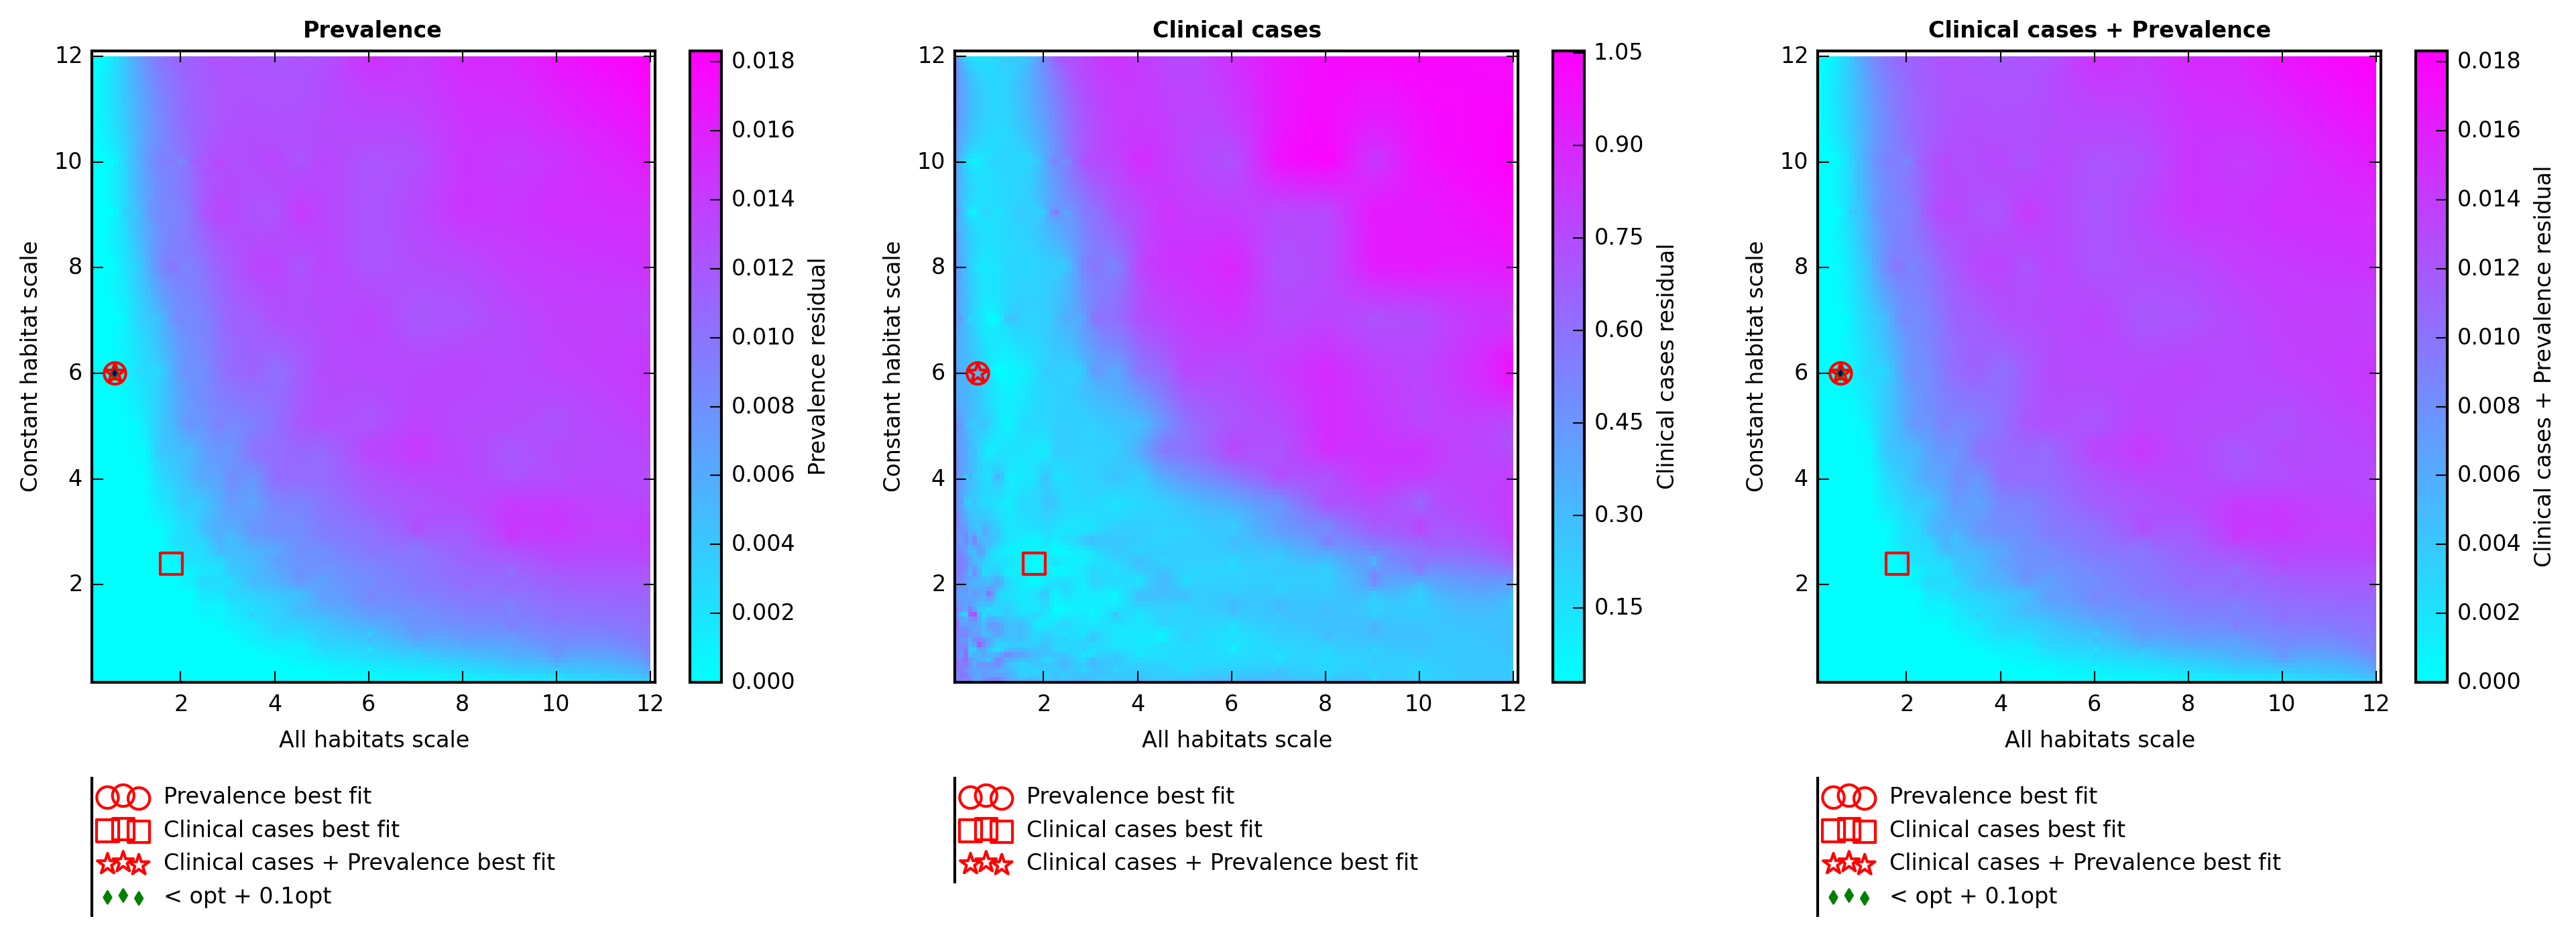 Prevalence
Clinical cases
Clinical cases + Prevalence
12
10
8
6
4
2
2
4
6
8
10
12
Constant habitat scale
All habitats scale
0.018
0.016
0.014
0.012
0.010
0.008
0.006
0.004
0.002
0.000
Prevalence residual
12
10
8
6
4
2
2
4
6
8
10
12
Constant habitat scale
All habitats scale
1.05
0.90
0.75
0.60
0.45
0.30
0.15
Clinical cases residual
12
10
8
6
4
2
2
4
6
8
10
12
Constant habitat scale
All habitats scale
0.018
0.016
0.014
0.012
0.010
0.008
0.006
0.004
0.002
0.000
Clinical cases + Prevalence residual
Prevalence best fit
Clinical cases best fit
Clinical cases + Prevalence best fit
< opt + 0.1opt
Prevalence best fit
Clinical cases best fit
Clinical cases + Prevalence best fit
Prevalence best fit
Clinical cases best fit
Clinical cases + Prevalence best fit
< opt + 0.1opt